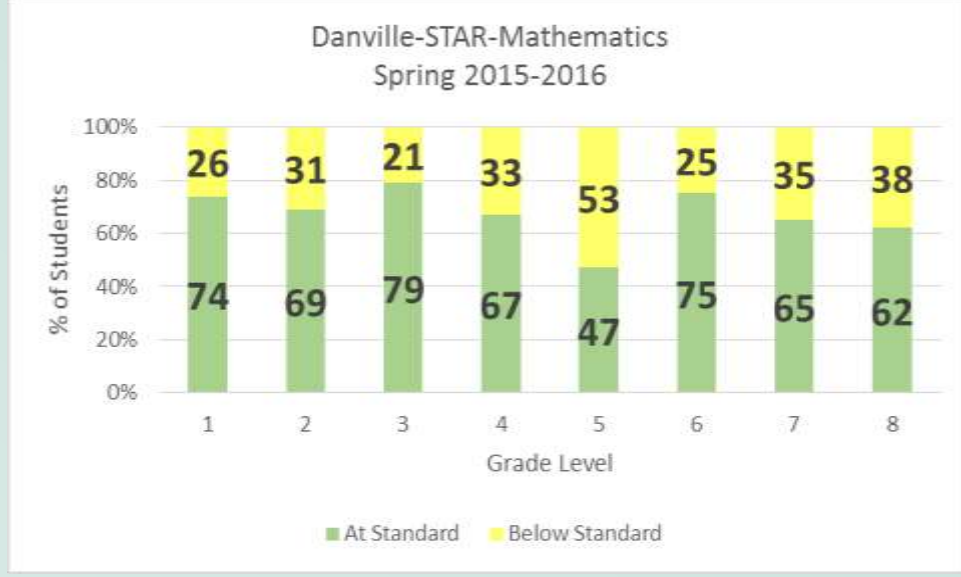 Danville-STAR-Mathematics
Spring 2015-2016
% of Students
100%
80%
60%
40%
20%
0%
26 31 21 33 53 25 35 38
74 69 79 67 47 75 65 62
1 2 3 4 5 6 7 8
Grade Level
At Standard Below Standard